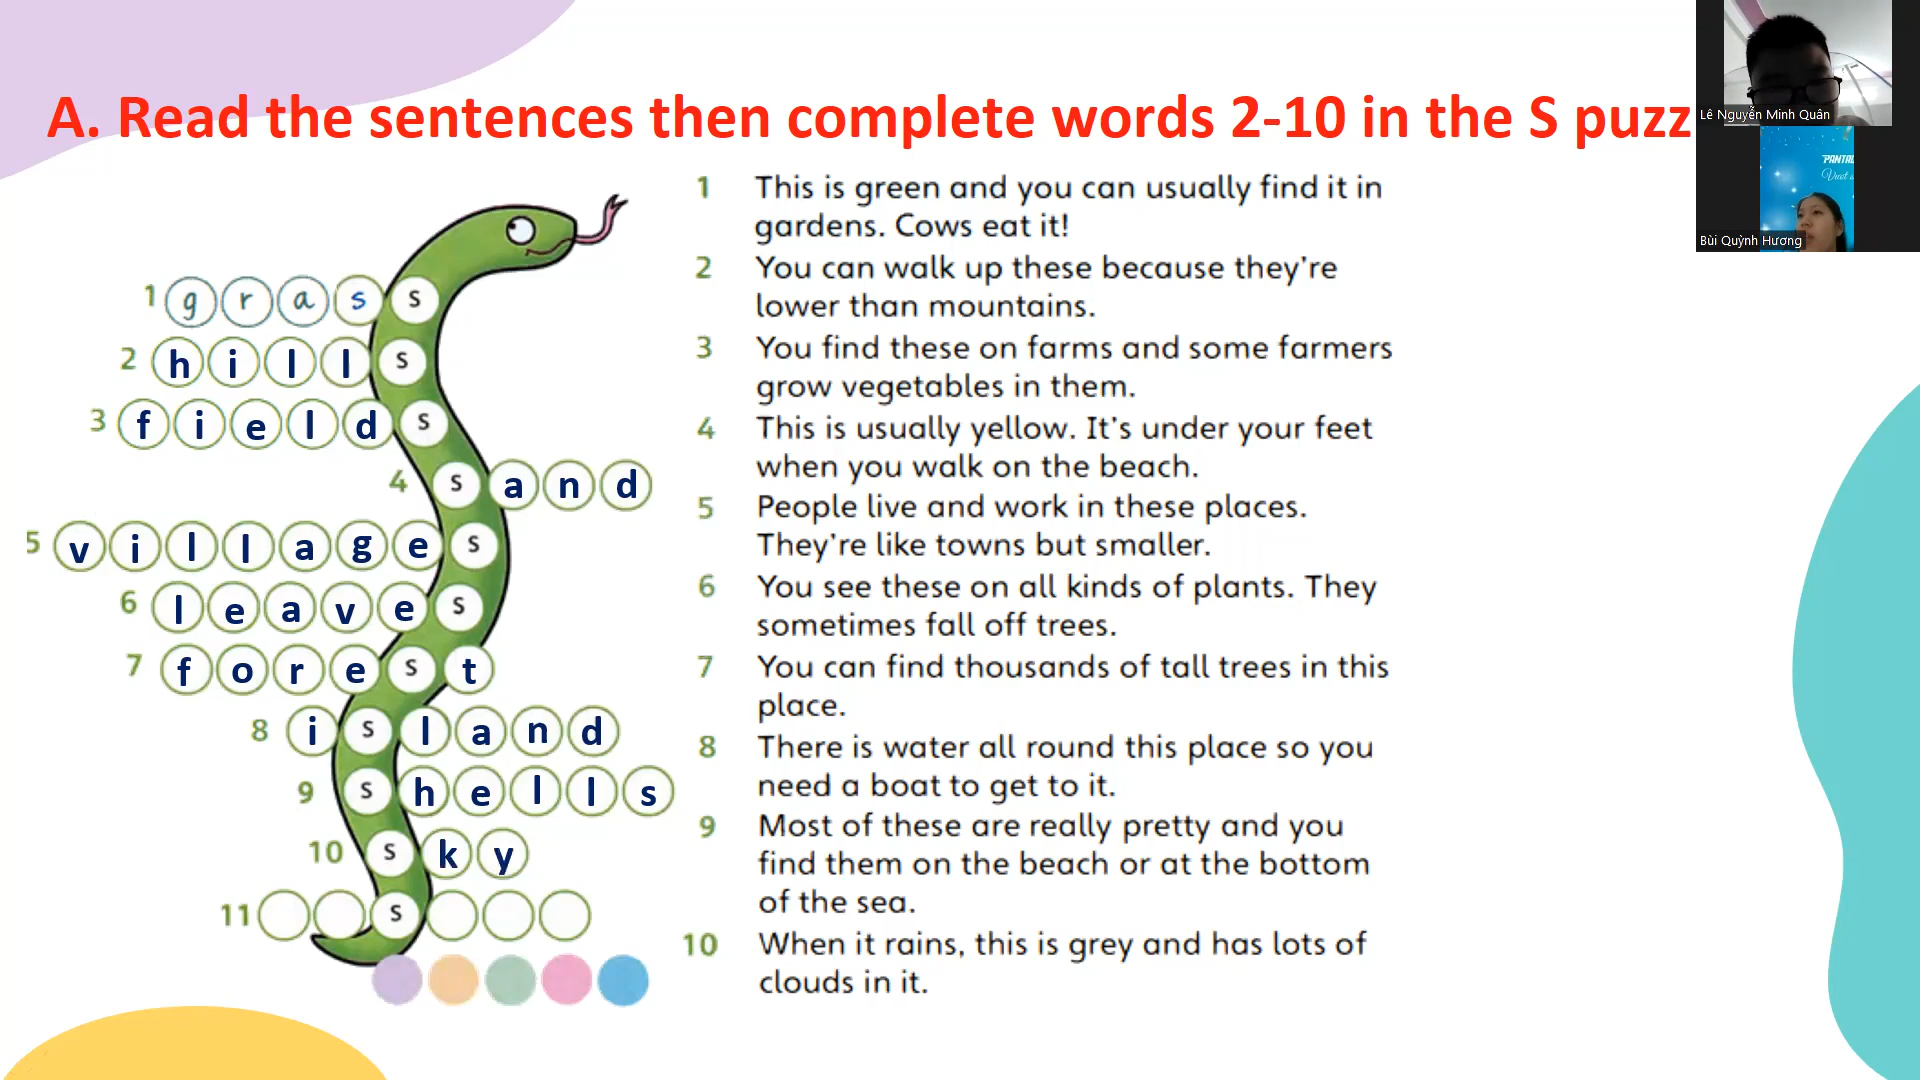 A. Read the sentences then complete words 2-10 in the S puzz
Lê Nguyễn Minh Quân
PANTA
Bùi Quỳnh Hương
1 g r a s s
2 h i l l s
3 f i e l d s
4 s a n d
5 v i l l a g e s
6 l e a v e s
7 f o r e s t
8 i s l a n d
9 s h e l l s
10 s k y
11 s
1 This is green and you can usually find it in
gardens. Cows eat it!
2 You can walk up these because they're
lower than mountains.
3 You find these on farms and some farmers
grow vegetables in them.
4 This is usually yellow. It's under your feet
when you walk on the beach.
5 People live and work in these places.
They're like towns but smaller.
6 You see these on all kinds of plants. They
sometimes fall off trees.
7 You can find thousands of tall trees in this
place.
8 There is water all round this place so you
need a boat to get to it.
9 Most of these are really pretty and you
find them on the beach or at the bottom
of the sea.
10 When it rains, this is grey and has lots of
clouds in it.